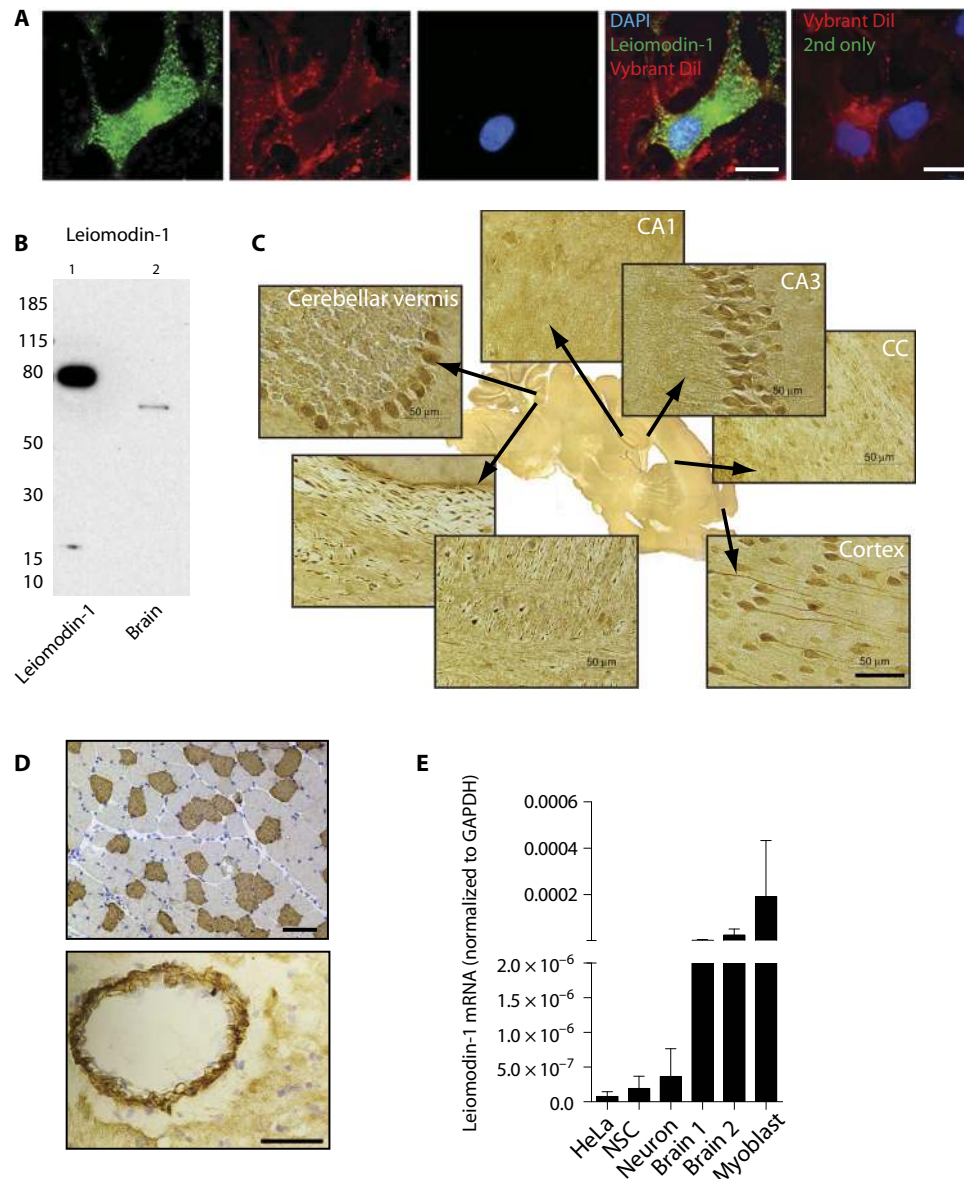 A
DAPI
Leiomodin-1
Vybrant Dil
Vybrant Dil
2nd only
B
Leiomodin-1
1 2
185
115
80
50
30
15
10
Leiomodin-1
Brain
C
CA1
Cerebellar vermis
50 µm
CA3
50 µm
CC
50 µm
50 µm
Cortex
50 µm
D
E
Leiomodin-1 mRNA (normalized to GAPDH)
0.0006
0.0004
0.0002
2.0 × 10⁻⁶
1.5 × 10⁻⁶
1.0 × 10⁻⁶
5.0 × 10⁻⁷
0.0
HeLa
NSC
Neuron
Brain 1
Brain 2
Myoblast